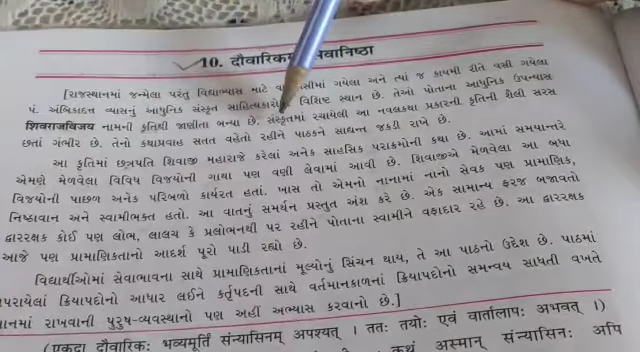 10. दौवारिकस्य सेवानिष्ठा
[રાજસ્થાનમાં જન્મેલા પરંતુ વિદ્યાભ્યાસ માટે ગયેલા અને ત્યાં જ કાયમી રીતે વસી ગયેલા
પં. અંબિકાદત્ત વ્યાસનું આધુનિક સંસ્કૃત સાહિત્યકારોમાં વિશિષ્ટ સ્થાન છે. તેઓ પોતાના આધુનિક ઉપન્યાસ
શિવરાજવિજય નામની કૃતિથી જાણીતા બન્યા છે. સંસ્કૃતમાં રચાયેલી આ નવલકથા પ્રકારની કૃતિની શૈલી સરસ
છતાં ગંભીર છે. તેનો કથાપ્રવાહ સતત વહેતો રહીને પાઠકને સાદ્યન્ત જકડી રાખે છે.
આ કૃતિમાં છત્રપતિ શિવાજી મહારાજે કરેલાં અનેક સાહસિક પરાક્રમોની કથા છે. આમાં સમયાન્તરે
એમણે મેળવેલા વિવિધ વિજયોની ગાથા પણ વણી લેવામાં આવી છે. શિવાજીએ મેળવેલા આ બધા
વિજયોની પાછળ અનેક પરિબળો કાર્યરત હતાં. ખાસ તો એમનો નાનામાં નાનો સેવક પણ પ્રામાણિક,
નિષ્ઠાવાન અને સ્વામીભક્ત હતો. આ વાતનું સમર્થન પ્રસ્તુત અંશ કરે છે. એક સામાન્ય ફરજ બજાવતો
દ્વારરક્ષક કોઈ પણ લોભ, લાલચ કે પ્રલોભનથી પર રહીને પોતાના સ્વામીને વફાદાર રહે છે. આ દ્વારરક્ષક
આજે પણ પ્રામાણિકતાનો આદર્શ પૂરો પાડી રહ્યો છે.
વિદ્યાર્થીઓમાં સેવાભાવના સાથે પ્રામાણિકતાનાં મૂલ્યોનું સિંચન થાય, તે આ પાઠનો ઉદેશ છે. પાઠમાં
વપરાયેલાં ક્રિયાપદોનો આધાર લઈને કર્તૃપદની સાથે વર્તમાનકાળનાં ક્રિયાપદોનો સમન્વય સાધતી વખતે
ધ્યાનમાં રાખવાની પુરુષ-વ્યવસ્થાનો પણ અહીં અભ્યાસ કરવાનો છે.]
(एकदा दौवारिकः भव्यमूर्तिं संन्यासिनम् अपश्यत् । ततः तयोः एवं वार्तालापः अभवत् ।)
कथं अस्मान् संन्यासिनः अपि